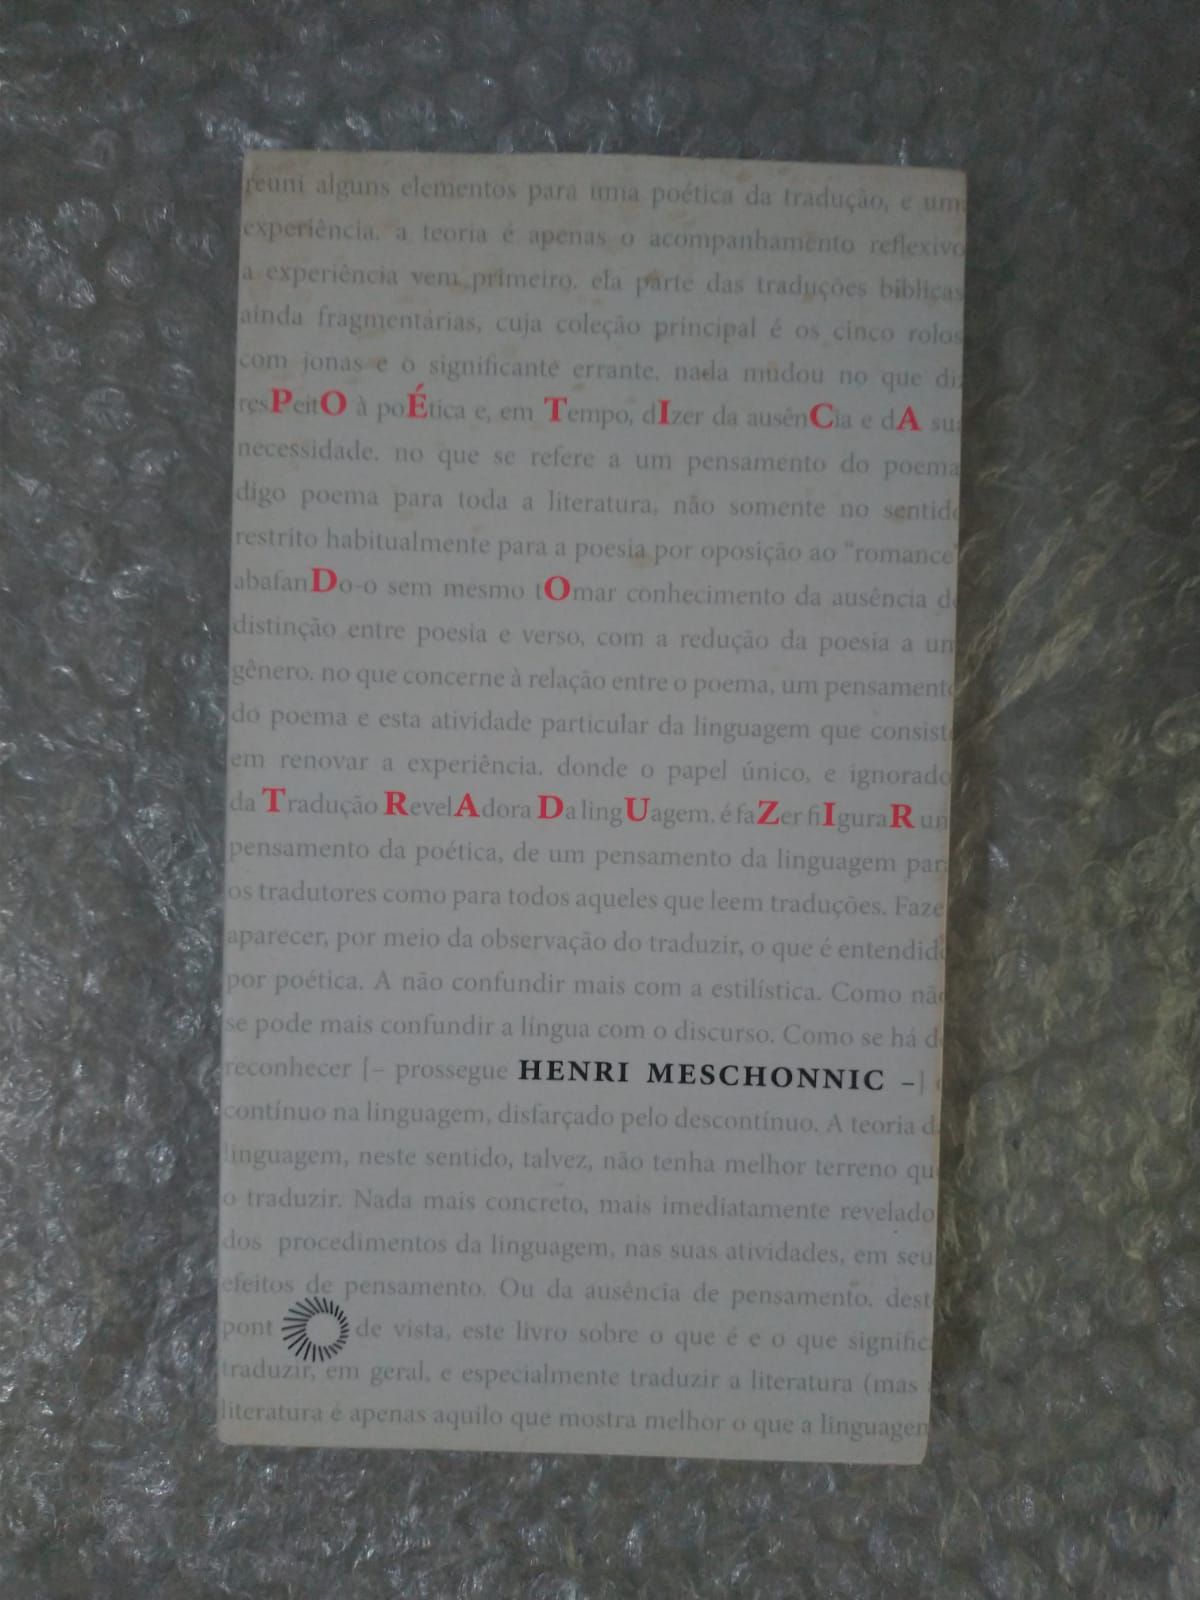 reuni alguns elementos para uma poética da tradução, e uma
experiência. a teoria é apenas o acompanhamento reflexivo
a experiência vem primeiro. ela parte das traduções bíblicas
ainda fragmentárias, cuja coleção principal é os cinco rolos
com jonas e o significante errante. nada mudou no que diz
resPeitO à poÉtica e, em Tempo, dIzer da ausênCia e dA sua
necessidade. no que se refere a um pensamento do poema
digo poema para toda a literatura, não somente no sentido
restrito habitualmente para a poesia por oposição ao "romance"
abafanDo-o sem mesmo tOmar conhecimento da ausência de
distinção entre poesia e verso, com a redução da poesia a um
gênero. no que concerne à relação entre o poema, um pensamento
do poema e esta atividade particular da linguagem que consiste
em renovar a experiência. donde o papel único, e ignorado
da Tradução RevelAdora Da lingUagem. é faZer fiIguraR um
pensamento da poética, de um pensamento da linguagem para
os tradutores como para todos aqueles que leem traduções. Faze
aparecer, por meio da observação do traduzir, o que é entendido
por poética. A não confundir mais com a estilística. Como não
se pode mais confundir a língua com o discurso. Como se há d
reconhecer [– prossegue HENRI MESCHONNIC –] o
contínuo na linguagem, disfarçado pelo descontínuo. A teoria d
linguagem, neste sentido, talvez, não tenha melhor terreno qu
o traduzir. Nada mais concreto, mais imediatamente revelado
dos procedimentos da linguagem, nas suas atividades, em seu
efeitos de pensamento. Ou da ausência de pensamento. dest
pont de vista, este livro sobre o que é e o que signific
traduzir, em geral, e especialmente traduzir a literatura (mas
literatura é apenas aquilo que mostra melhor o que a linguagem